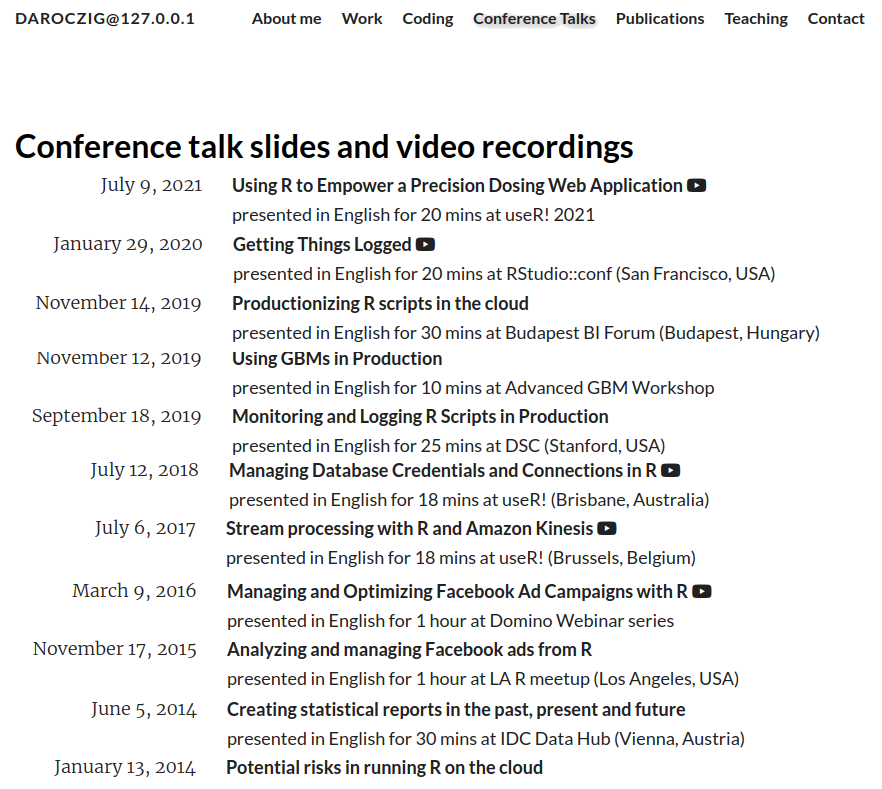 DAROCZIG@127.0.0.1 About me Work Coding Conference Talks Publications Teaching Contact
Conference talk slides and video recordings
July 9, 2021 Using R to Empower a Precision Dosing Web Application
presented in English for 20 mins at useR! 2021
January 29, 2020 Getting Things Logged
presented in English for 20 mins at RStudio::conf (San Francisco, USA)
November 14, 2019 Productionizing R scripts in the cloud
presented in English for 30 mins at Budapest BI Forum (Budapest, Hungary)
November 12, 2019 Using GBMs in Production
presented in English for 10 mins at Advanced GBM Workshop
September 18, 2019 Monitoring and Logging R Scripts in Production
presented in English for 25 mins at DSC (Stanford, USA)
July 12, 2018 Managing Database Credentials and Connections in R
presented in English for 18 mins at useR! (Brisbane, Australia)
July 6, 2017 Stream processing with R and Amazon Kinesis
presented in English for 18 mins at useR! (Brussels, Belgium)
March 9, 2016 Managing and Optimizing Facebook Ad Campaigns with R
presented in English for 1 hour at Domino Webinar series
November 17, 2015 Analyzing and managing Facebook ads from R
presented in English for 1 hour at LA R meetup (Los Angeles, USA)
June 5, 2014 Creating statistical reports in the past, present and future
presented in English for 30 mins at IDC Data Hub (Vienna, Austria)
January 13, 2014 Potential risks in running R on the cloud